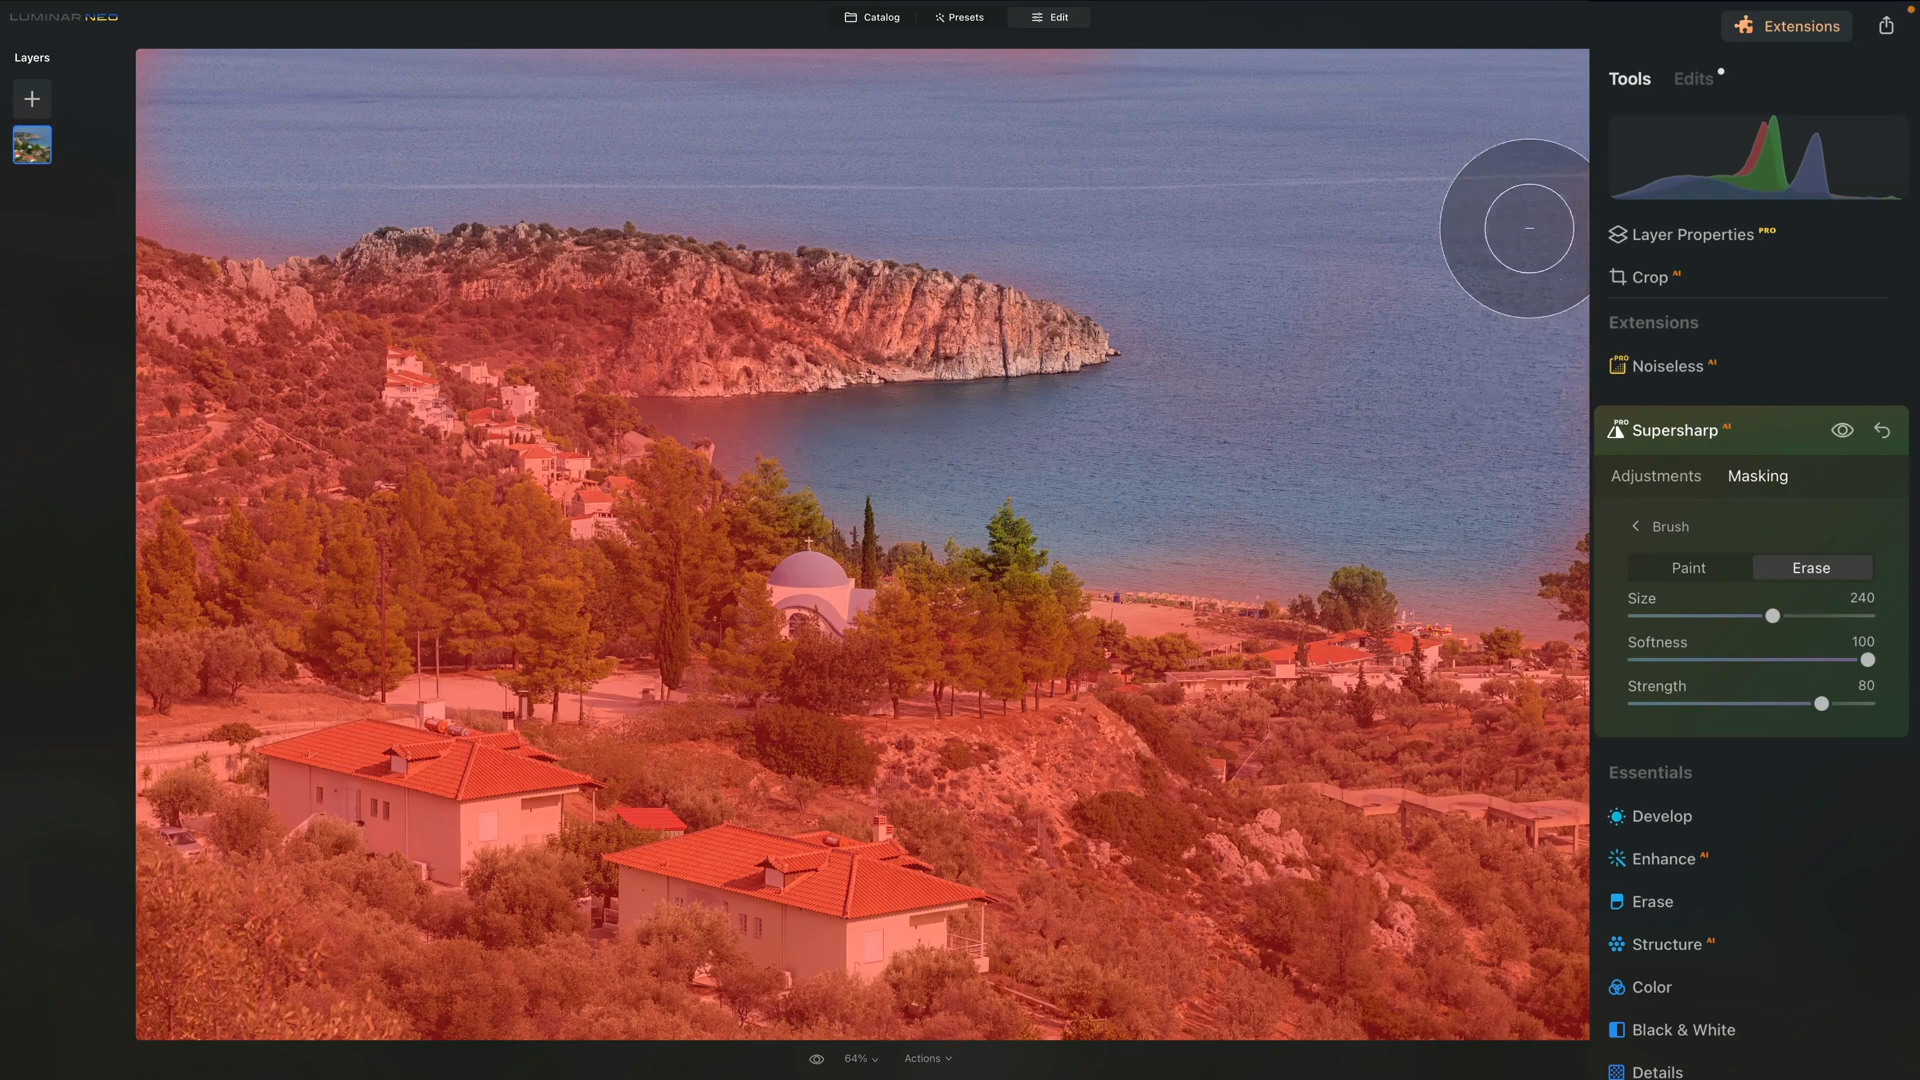 LUMINAR NEO
Catalog
Presets
Edit
Extensions
Layers
Tools
Edits
Layer Properties PRO
Crop AI
Extensions
PRO Noiseless AI
PRO Supersharp AI
Adjustments
Masking
Brush
Paint
Erase
Size 240
Softness 100
Strength 80
Essentials
Develop
Enhance AI
Erase
Structure AI
Color
Black & White
Details
64%
Actions